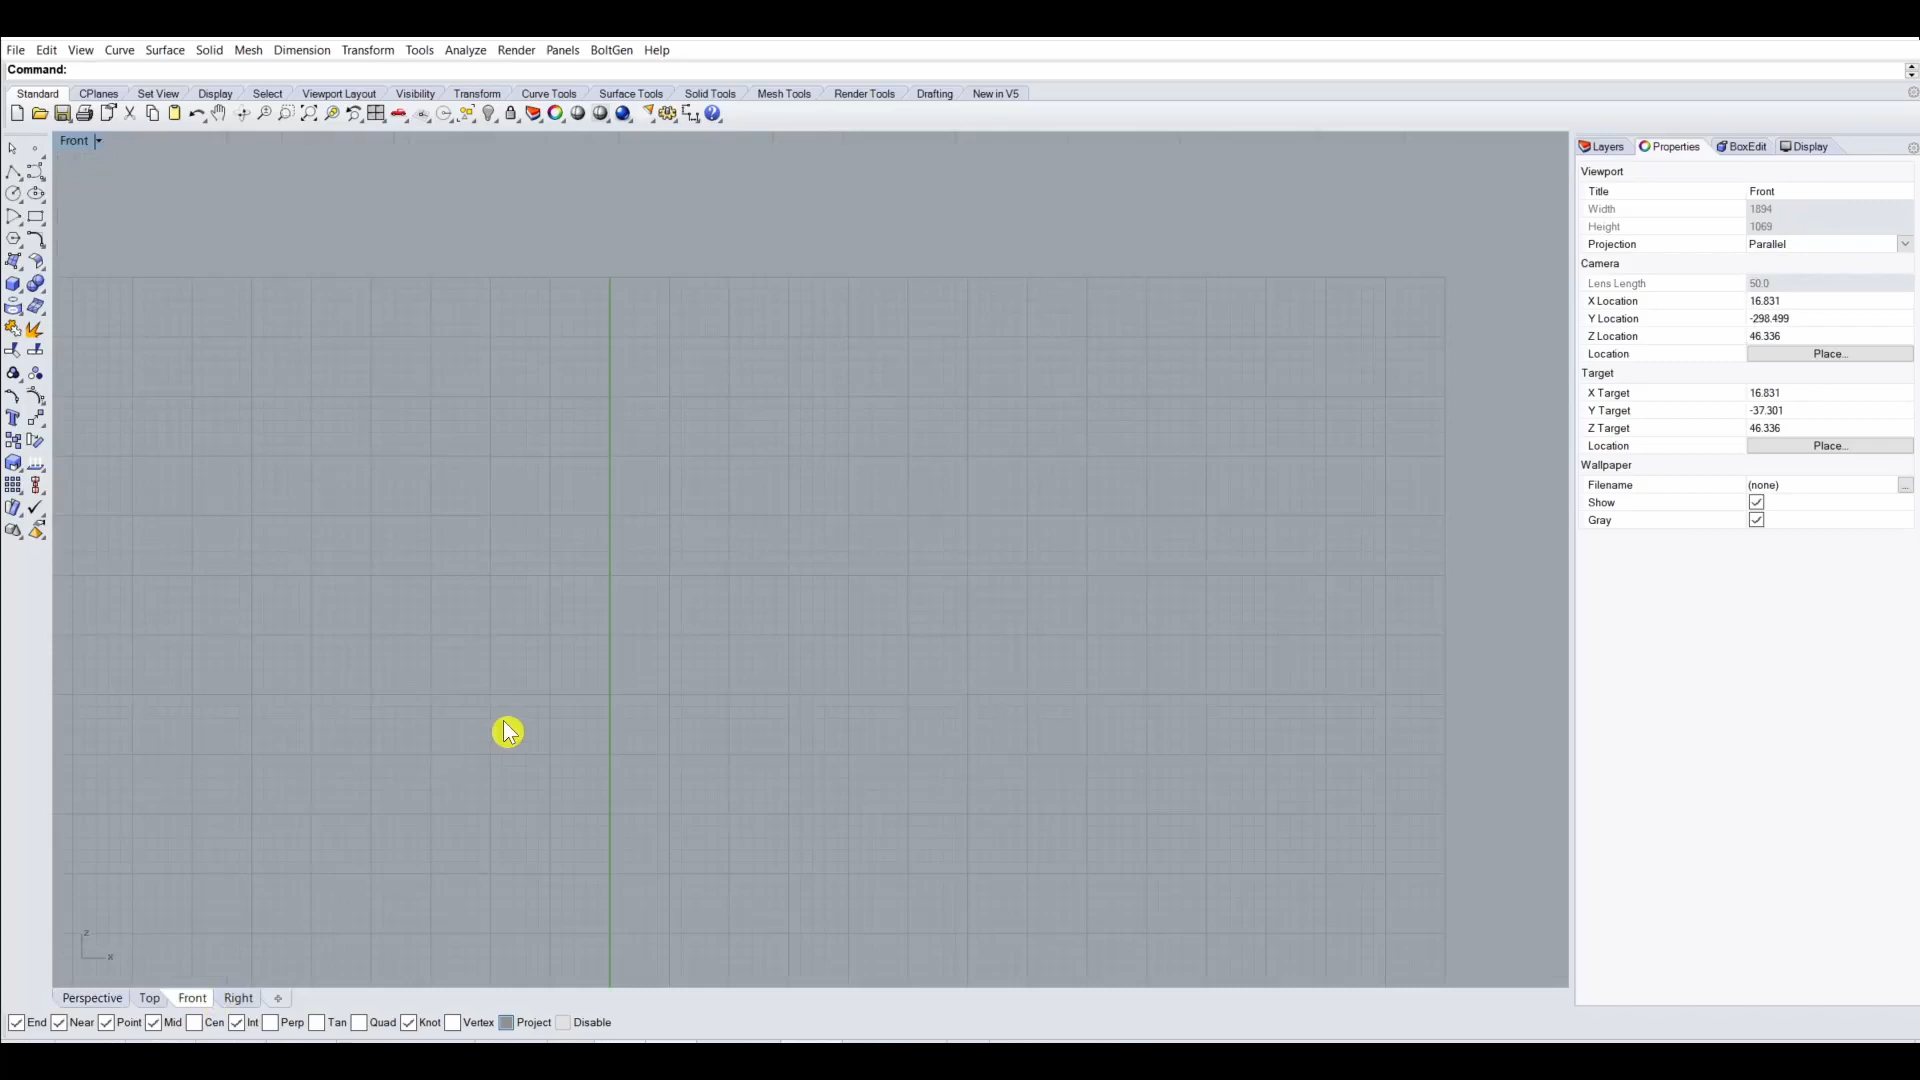 File Edit View Curve Surface Solid Mesh Dimension Transform Tools Analyze Render Panels BoltGen Help
Command:
Standard CPlanes Set View Display Select Viewport Layout Visibility Transform Curve Tools Surface Tools Solid Tools Mesh Tools Render Tools Drafting New in V5
Front
Layers Properties BoxEdit Display
Viewport
Title Front
Width 1894
Height 1069
Projection Parallel
Camera
Lens Length 50.0
X Location 16.831
Y Location -298.499
Z Location 46.336
Location Place...
Target
X Target 16.831
Y Target -37.301
Z Target 46.336
Location Place...
Wallpaper
Filename (none) ...
Show
Gray
z
x
Perspective Top Front Right
End Near Point Mid Cen Int Perp Tan Quad Knot Vertex Project Disable